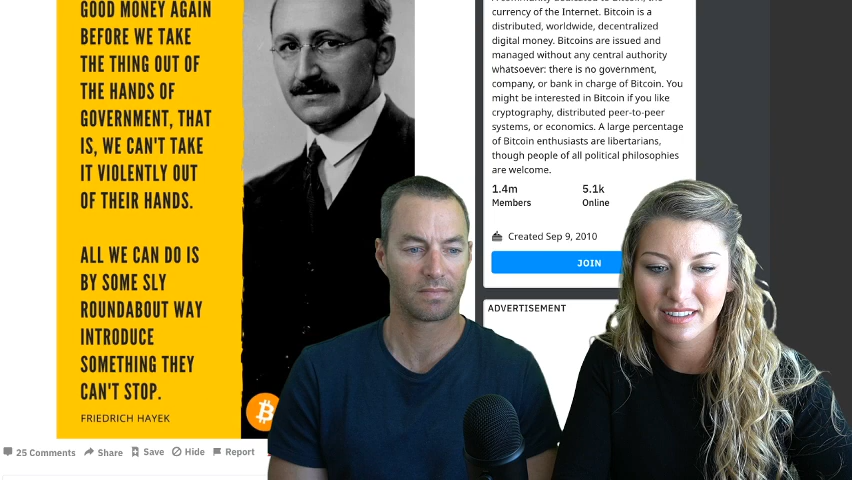 GOOD MONEY AGAIN
BEFORE WE TAKE
THE THING OUT OF
THE HANDS OF
GOVERNMENT, THAT
IS, WE CAN'T TAKE
IT VIOLENTLY OUT
OF THEIR HANDS.
ALL WE CAN DO IS
BY SOME SLY
ROUNDABOUT WAY
INTRODUCE
SOMETHING THEY
CAN'T STOP.
FRIEDRICH HAYEK
25 Comments Share Save Hide Report
currency of the Internet. Bitcoin is a
distributed, worldwide, decentralized
digital money. Bitcoins are issued and
managed without any central authority
whatsoever: there is no government,
company, or bank in charge of Bitcoin. You
might be interested in Bitcoin if you like
cryptography, distributed peer-to-peer
systems, or economics. A large percentage
of Bitcoin enthusiasts are libertarians,
though people of all political philosophies
are welcome.
1.4m 5.1k
Members Online
Created Sep 9, 2010
JOIN
ADVERTISEMENT